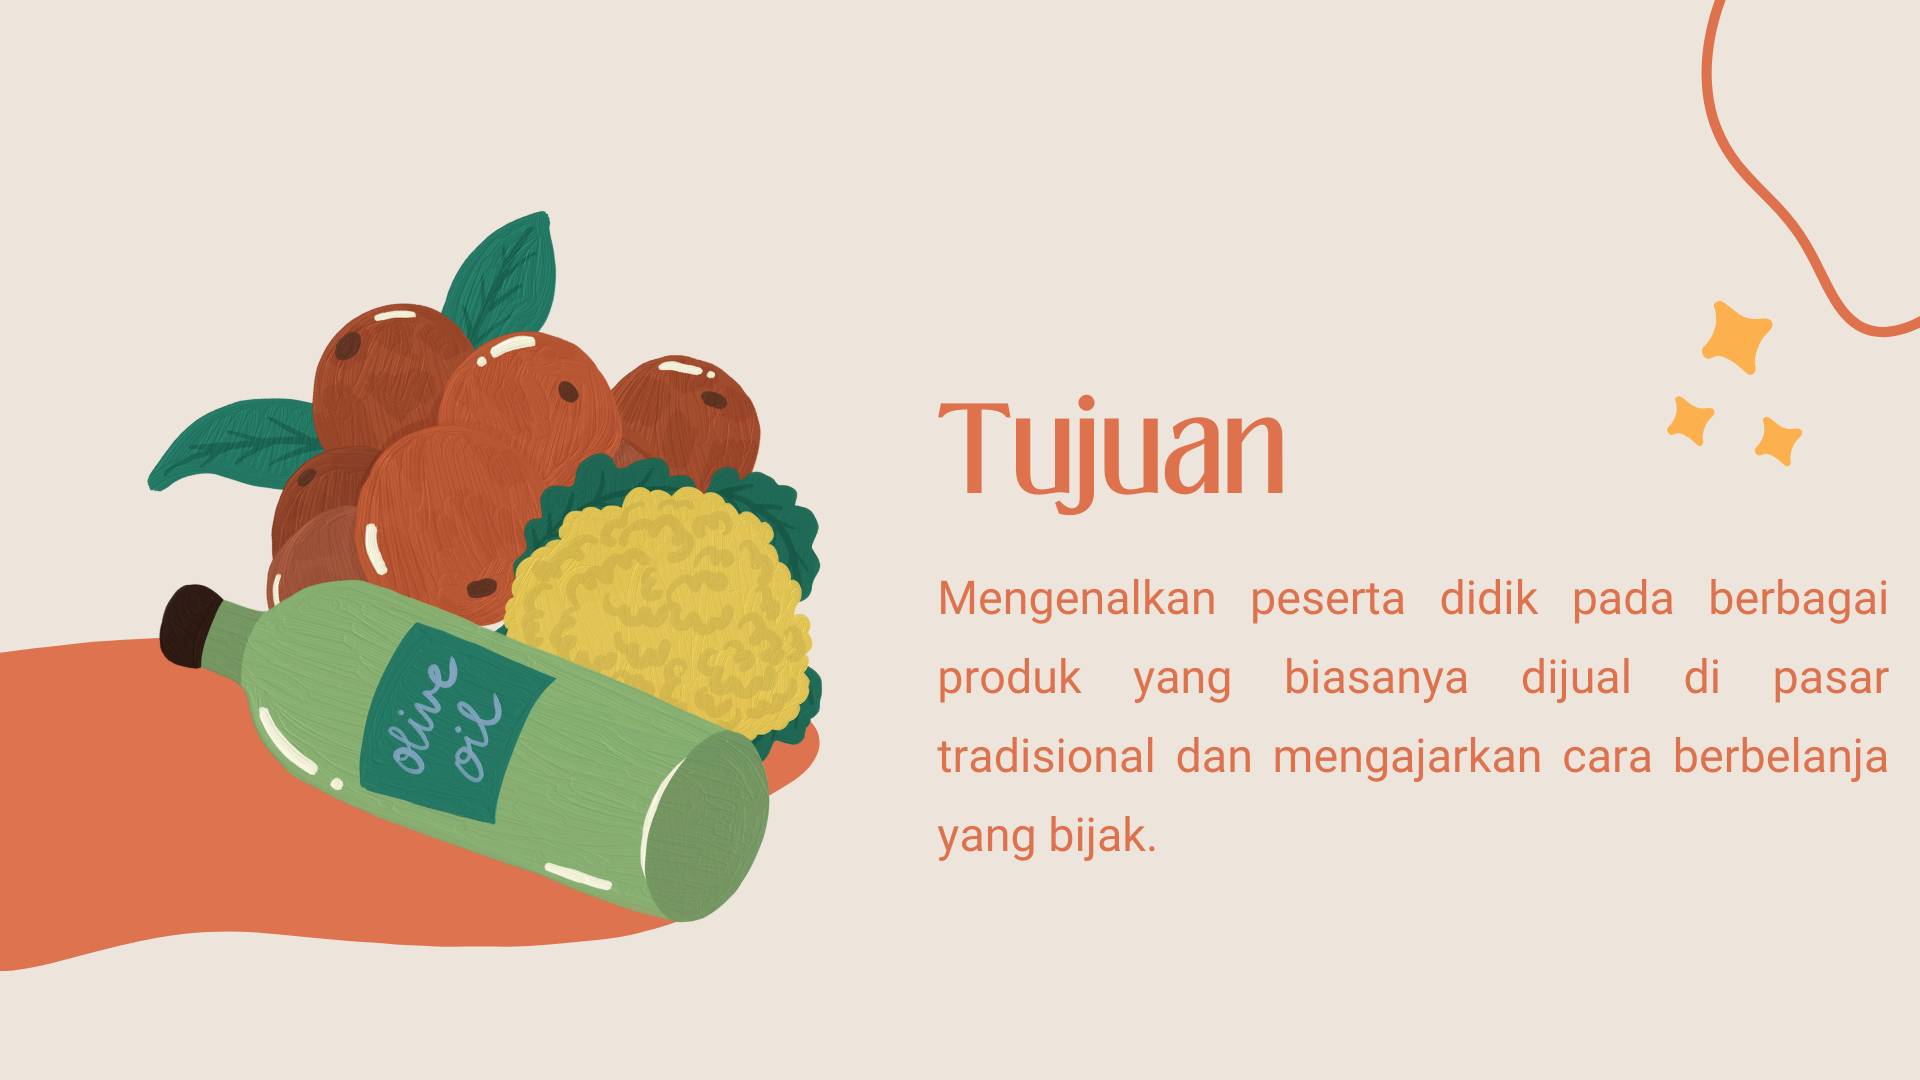 olive
oil
Tujuan
Mengenalkan peserta didik pada berbagai
produk yang biasanya dijual di pasar
tradisional dan mengajarkan cara berbelanja
yang bijak.